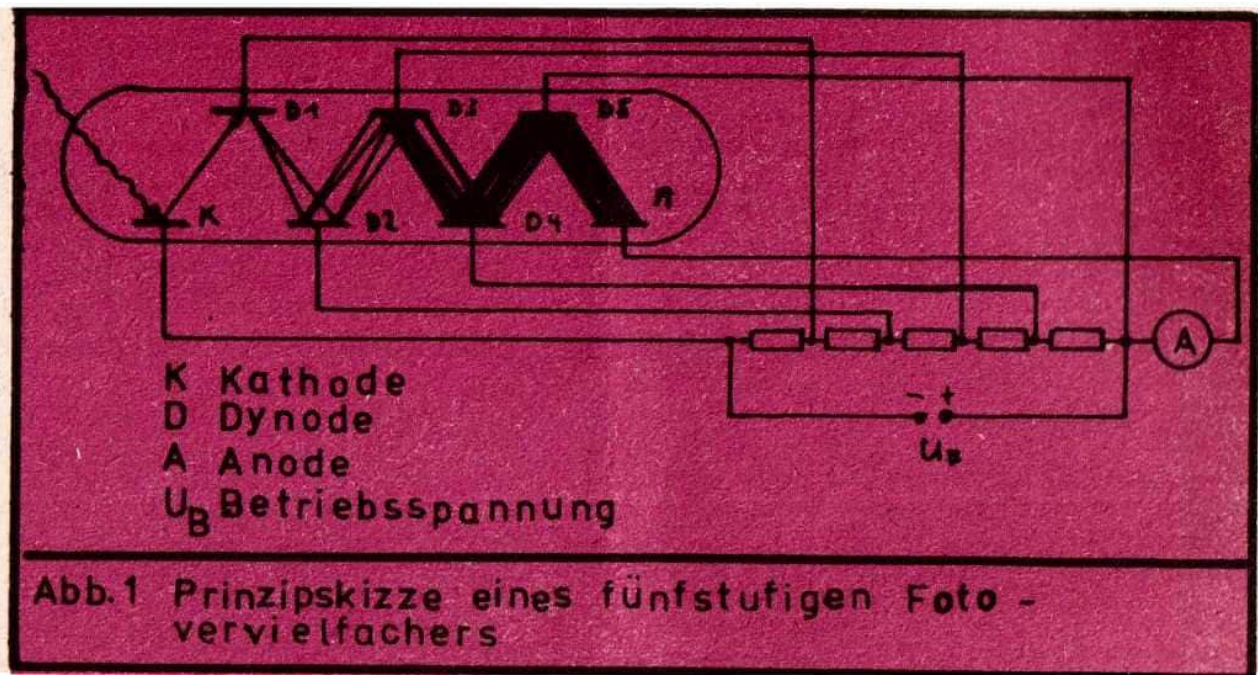 D1
D3
D5
K
D2
D4
A
A
- +
U_B
K Kathode
D Dynode
A Anode
U_B Betriebsspannung
Abb.1 Prinzipskizze eines fünfstufigen Foto -
vervielfachers